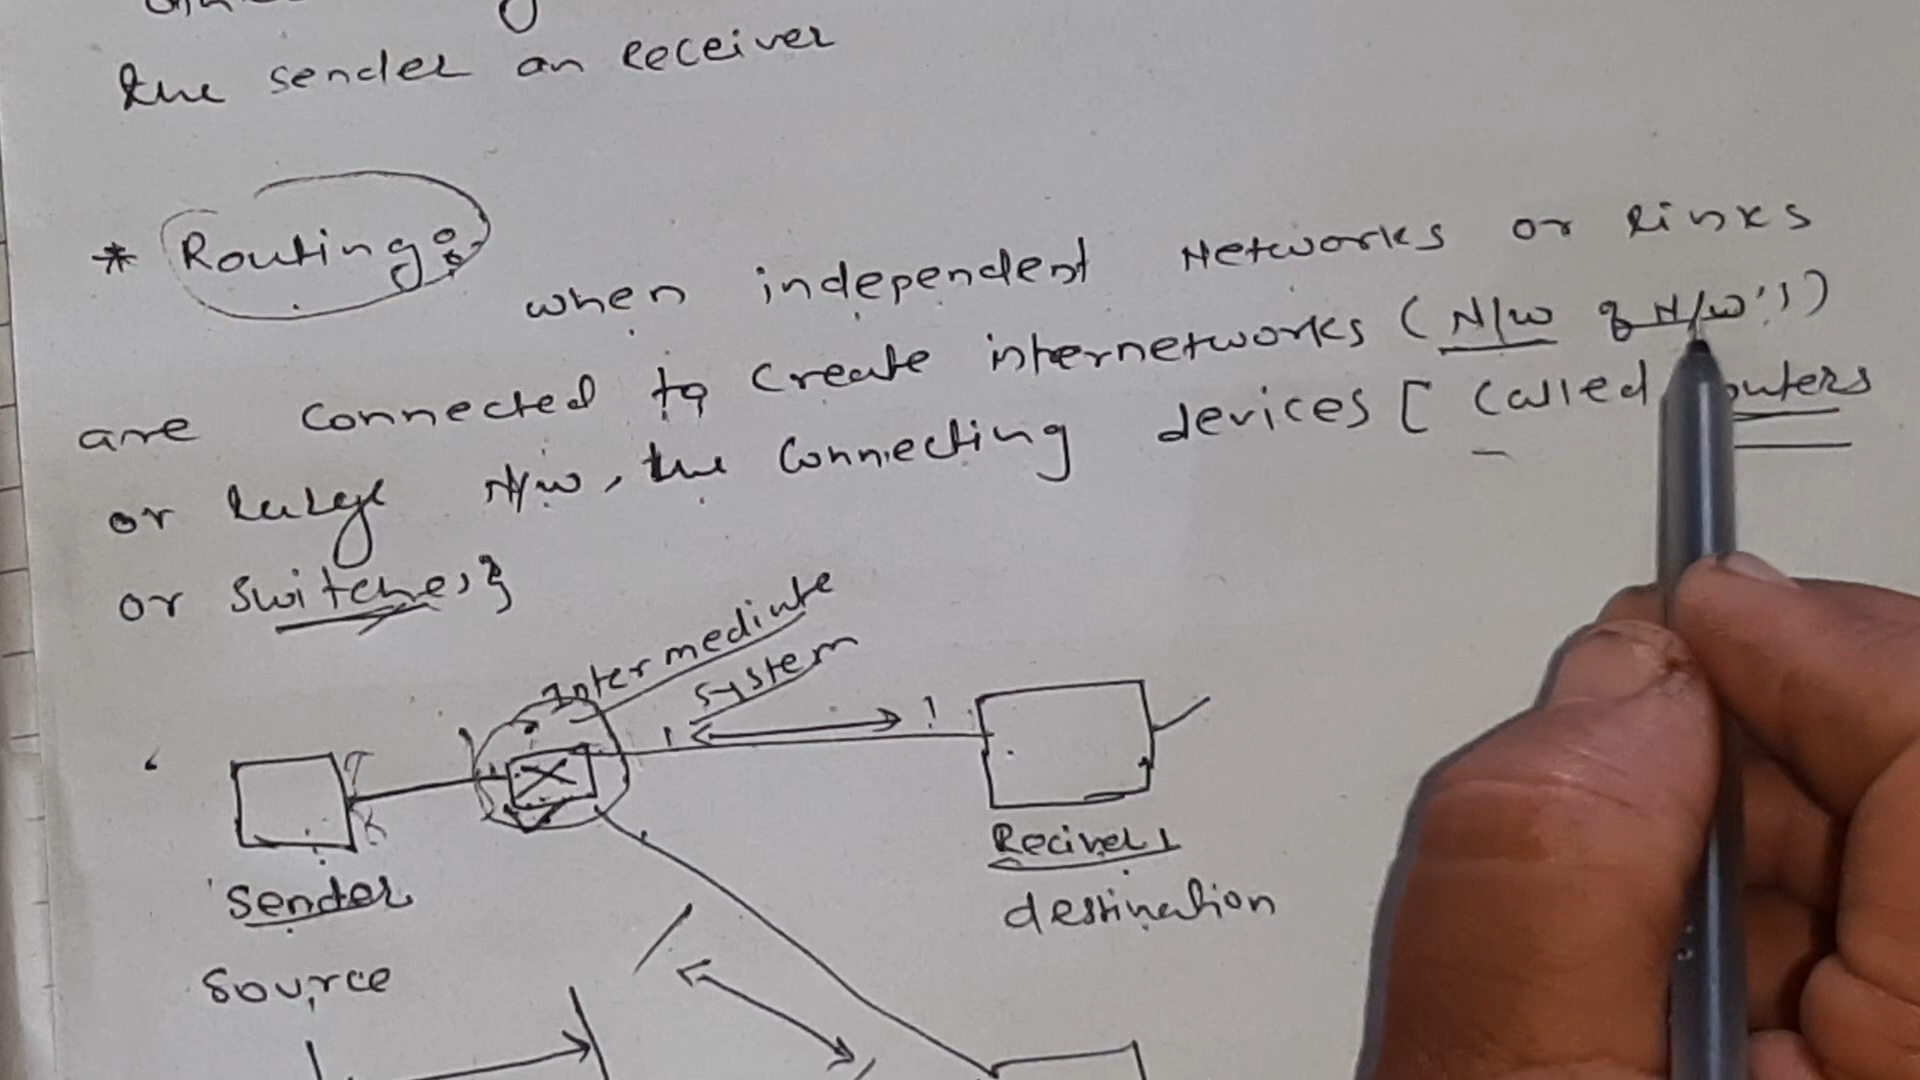 the sender an receiver
* Routing:
when independent Networks or links
are connected to create internetworks (N/w of N/w's)
or large N/w, the connecting devices [ called routers
or switches}
Intermediate
system
sender
source
Reciver 1
destination